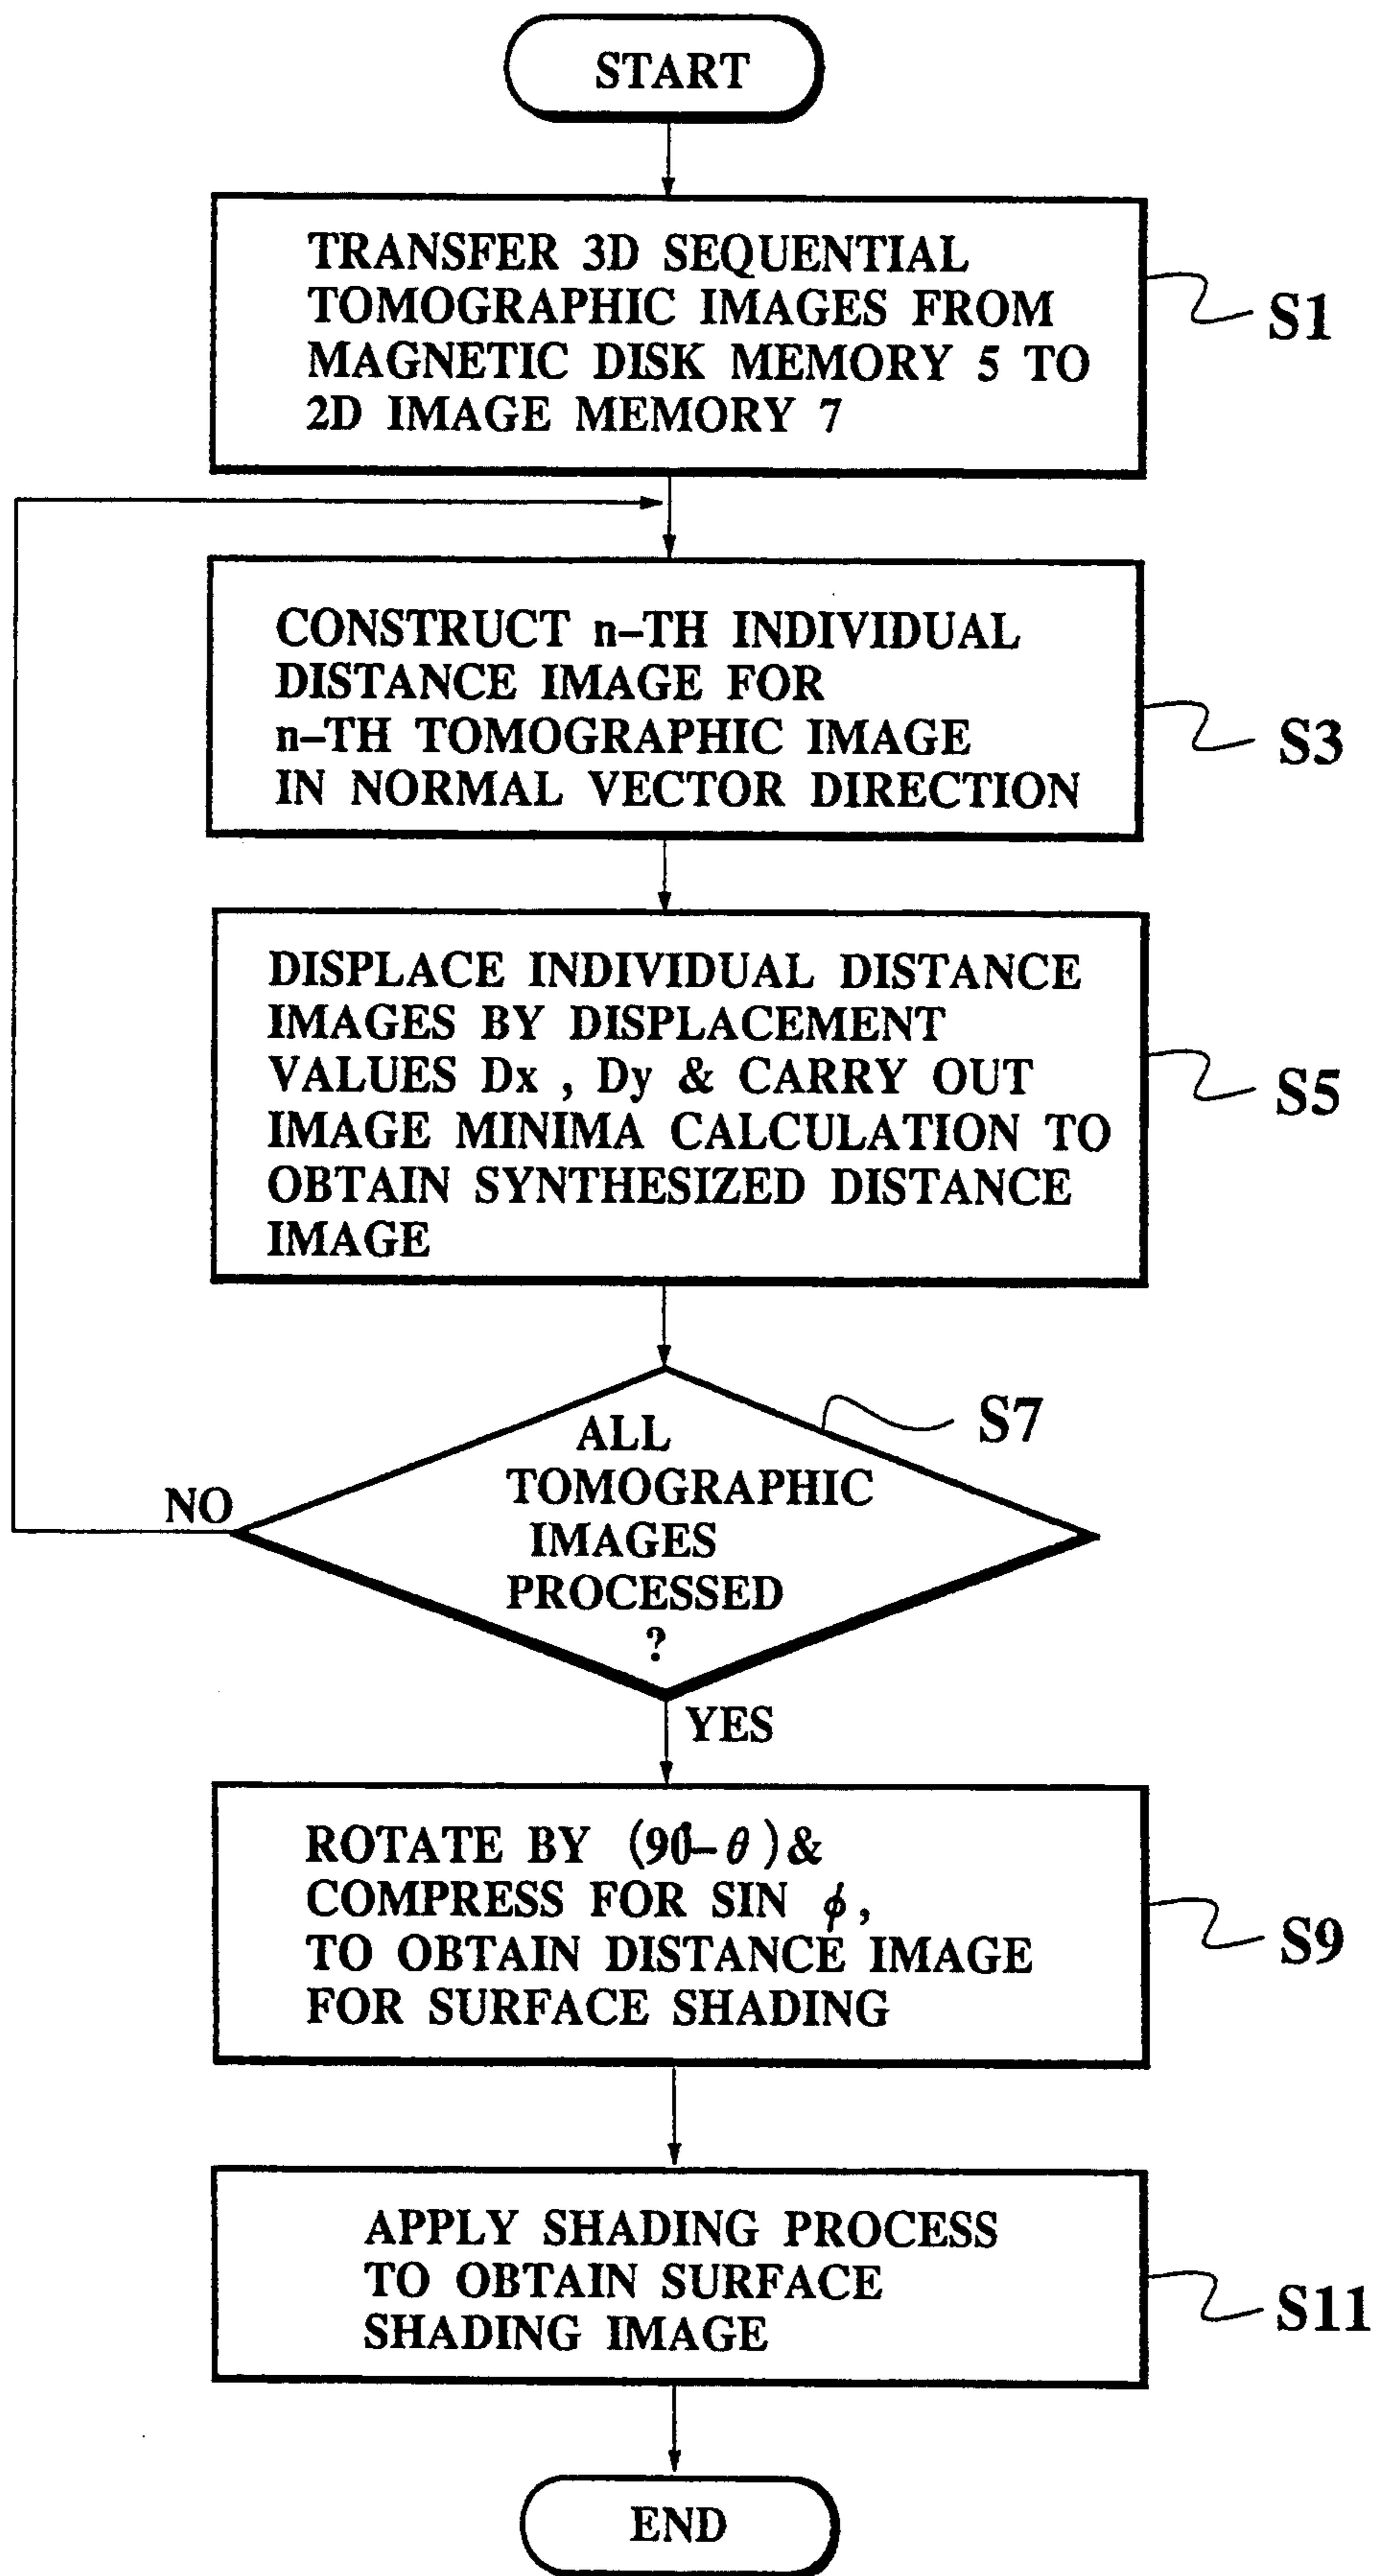 START
TRANSFER 3D SEQUENTIAL
TOMOGRAPHIC IMAGES FROM
MAGNETIC DISK MEMORY 5 TO
2D IMAGE MEMORY 7
S1
CONSTRUCT n-TH INDIVIDUAL
DISTANCE IMAGE FOR
n-TH TOMOGRAPHIC IMAGE
IN NORMAL VECTOR DIRECTION
S3
DISPLACE INDIVIDUAL DISTANCE
IMAGES BY DISPLACEMENT
VALUES Dx , Dy & CARRY OUT
IMAGE MINIMA CALCULATION TO
OBTAIN SYNTHESIZED DISTANCE
IMAGE
S5
ALL
TOMOGRAPHIC
IMAGES
PROCESSED
?
S7
NO
YES
ROTATE BY (90-θ)&
COMPRESS FOR SIN ϕ,
TO OBTAIN DISTANCE IMAGE
FOR SURFACE SHADING
S9
APPLY SHADING PROCESS
TO OBTAIN SURFACE
SHADING IMAGE
S11
END